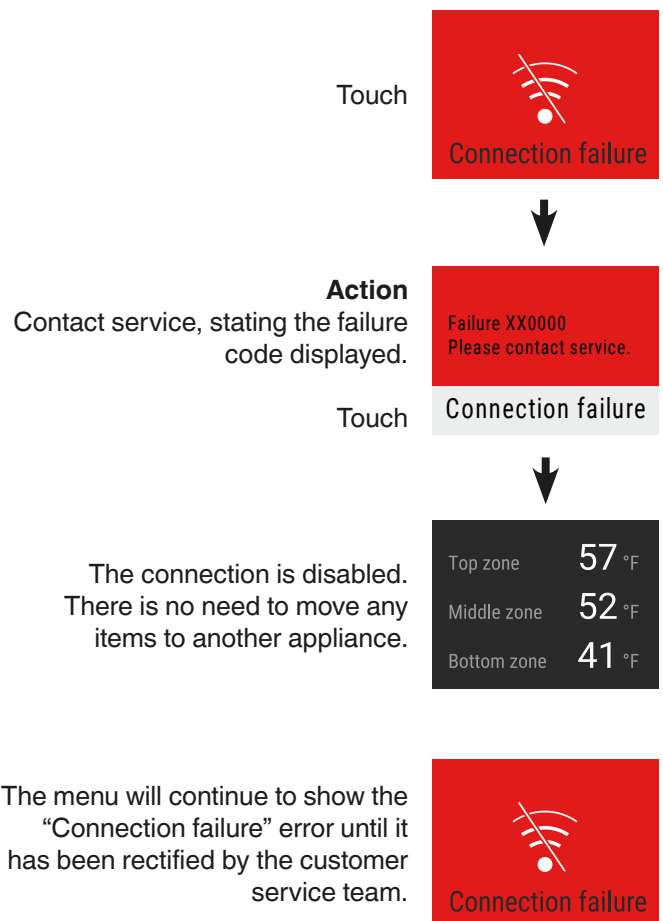 Touch
Connection failure
Action
Contact service, stating the failure
code displayed.
Failure XX0000
Please contact service.
Touch
Connection failure
The connection is disabled.
There is no need to move any
items to another appliance.
Top zone 57 °F
Middle zone 52 °F
Bottom zone 41 °F
The menu will continue to show the
“Connection failure” error until it
has been rectified by the customer
service team.
Connection failure